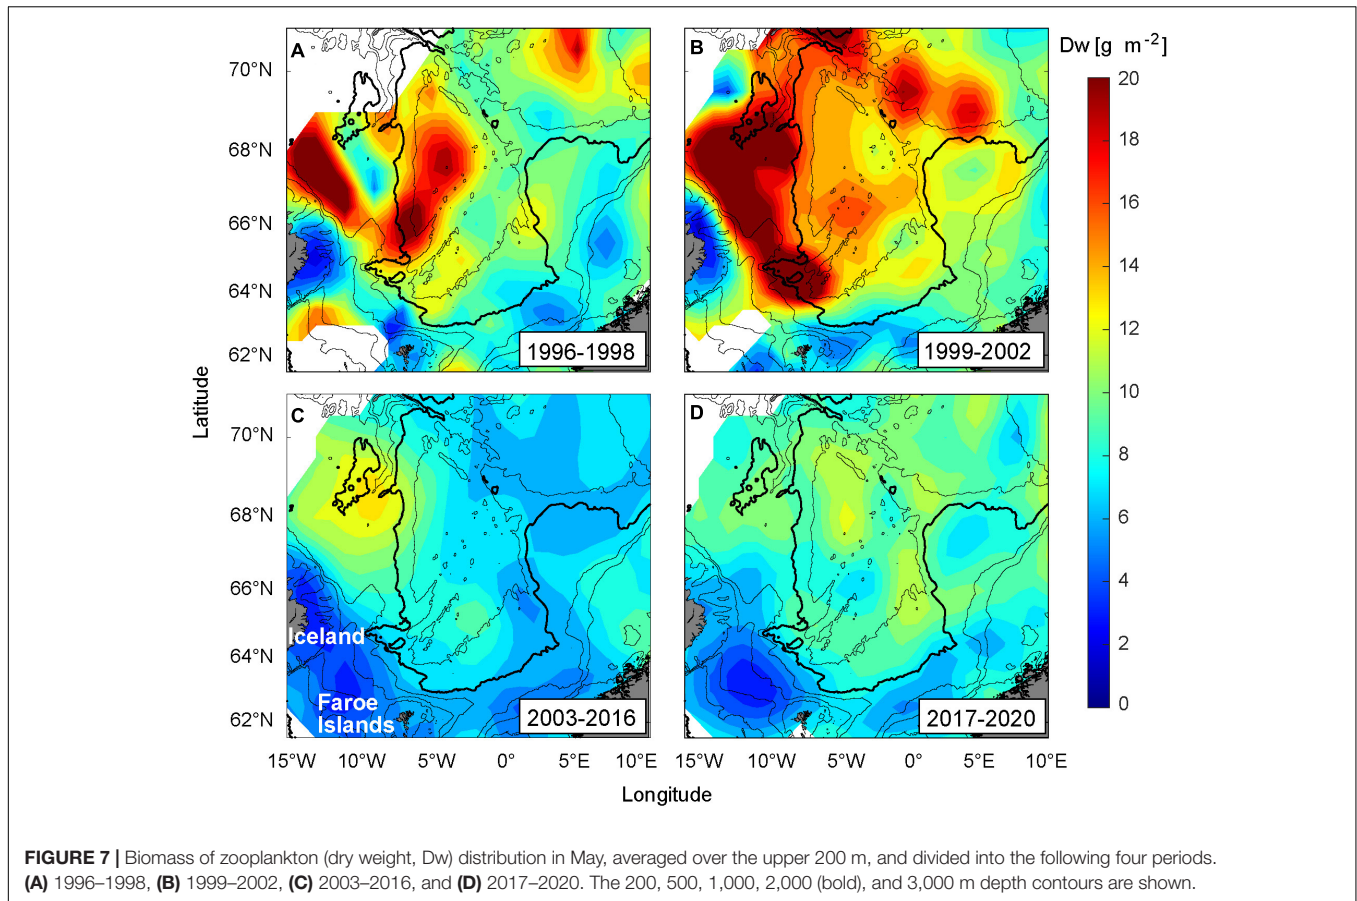 A
B
Dw [g m⁻²]
70°N
68°N
66°N
64°N
62°N
1996-1998
1999-2002
20
18
16
14
12
10
8
6
4
2
0
Latitude
C
D
70°N
68°N
66°N
64°N
62°N
Iceland
Faroe
Islands
2003-2016
2017-2020
15°W 10°W 5°W 0° 5°E 10°E 15°W 10°W 5°W 0° 5°E 10°E
Longitude
FIGURE 7 | Biomass of zooplankton (dry weight, Dw) distribution in May, averaged over the upper 200 m, and divided into the following four periods.
(A) 1996–1998, (B) 1999–2002, (C) 2003–2016, and (D) 2017–2020. The 200, 500, 1,000, 2,000 (bold), and 3,000 m depth contours are shown.